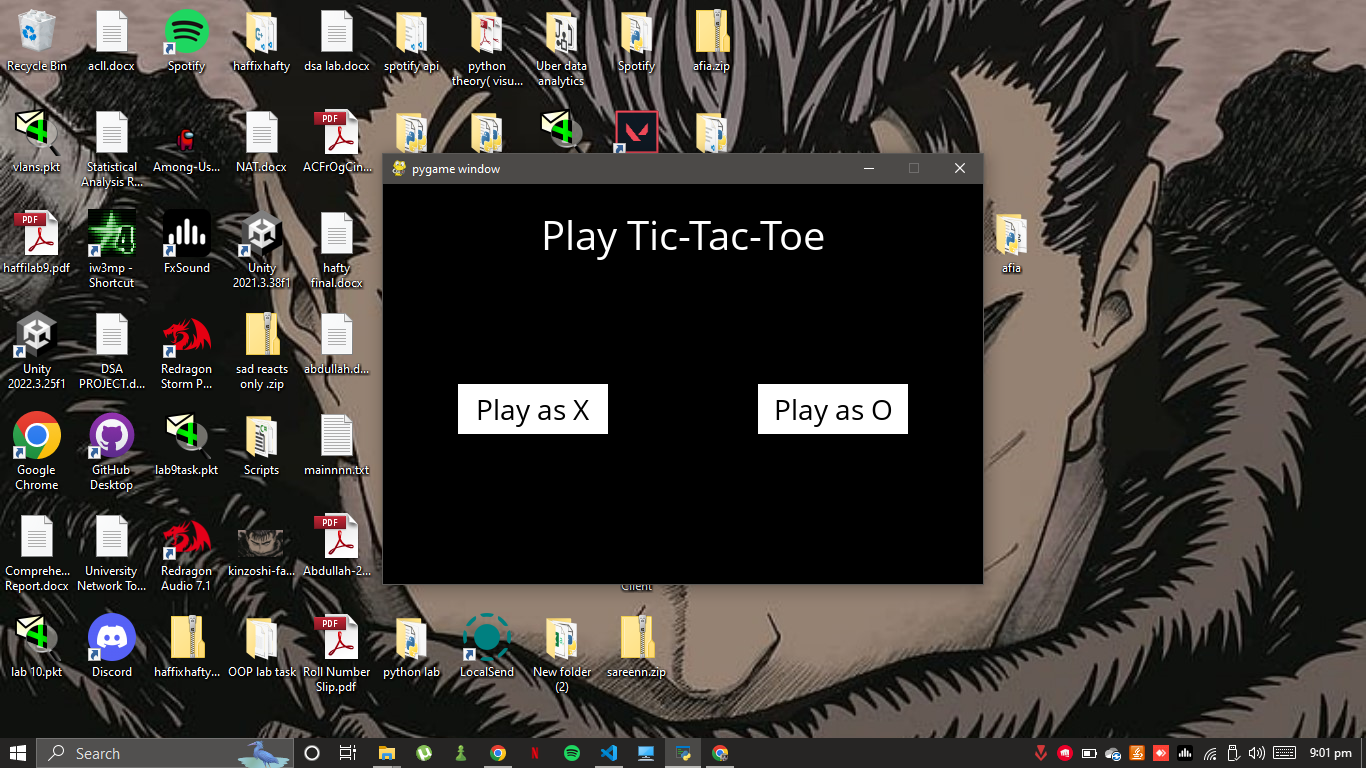 Recycle Bin
acll.docx
Spotify
haffixhafty
dsa lab.docx
spotify api
python
theory( visu...
Uber data
analytics
Spotify
afia.zip
vlans.pkt
Statistical
Analysis R...
Among-Us...
NAT.docx
PDF
ACFrOgCin...
pygame window
Play Tic-Tac-Toe
Play as X
Play as O
PDF
haffilab9.pdf
iw3mp -
Shortcut
FxSound
Unity
2021.3.38f1
hafty
final.docx
afia
Unity
2022.3.25f1
DSA
PROJECT.d...
Redragon
Storm P...
sad reacts
only .zip
abdullah.d...
Google
Chrome
GitHub
Desktop
lab9task.pkt
Scripts
mainnnn.txt
Comprehe...
Report.docx
University
Network To...
Redragon
Audio 7.1
kinzoshi-fa...
PDF
Abdullah-2...
Client
lab 10.pkt
Discord
haffixhafty...
OOP lab task
PDF
Roll Number
Slip.pdf
python lab
LocalSend
New folder
(2)
sareenn.zip
Search
9:01 pm